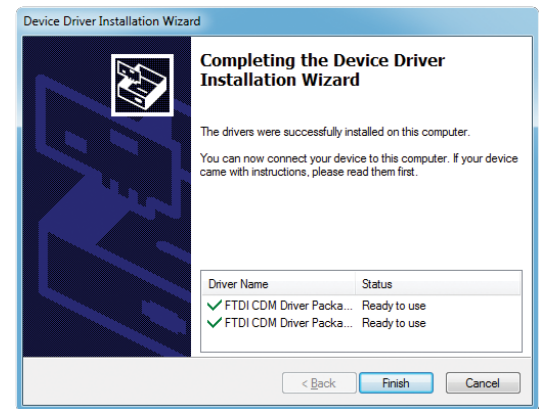 Device Driver Installation Wizard
Completing the Device Driver
Installation Wizard
The drivers were successfully installed on this computer.
You can now connect your device to this computer. If your device
came with instructions, please read them first.
Driver Name Status
FTDI CDM Driver Packa... Ready to use
FTDI CDM Driver Packa... Ready to use
< Back Finish Cancel